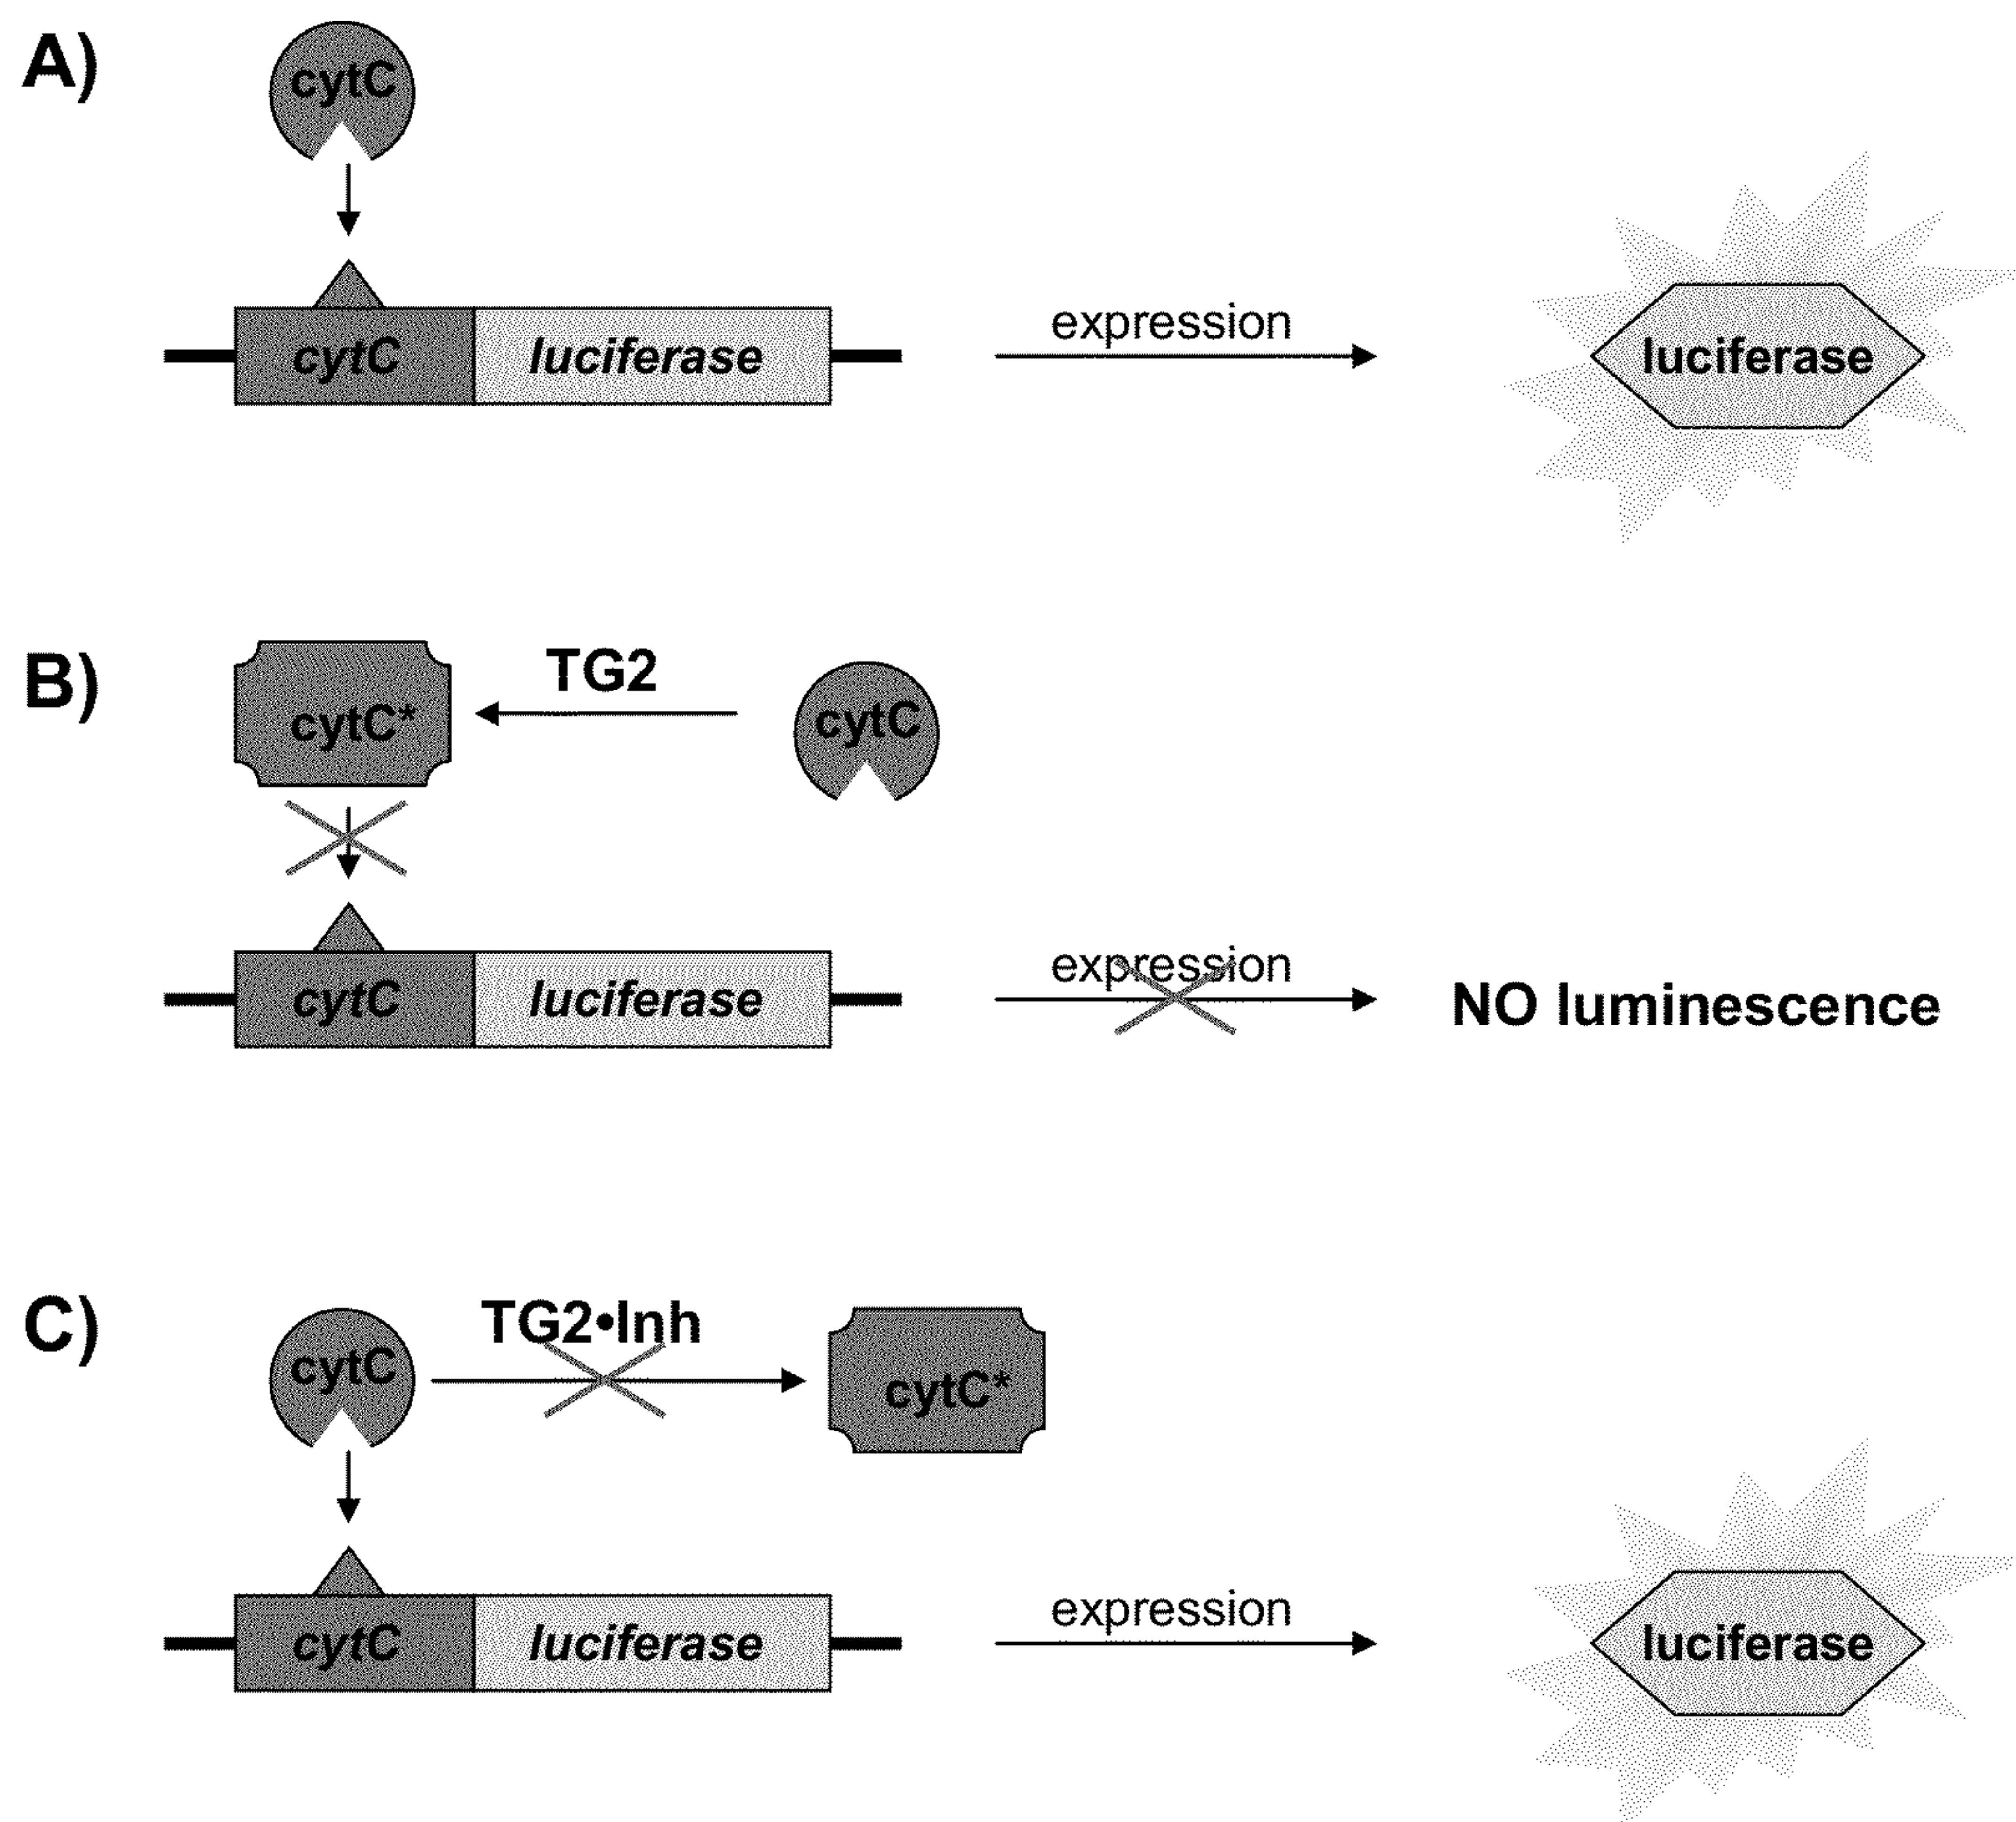 A)
cytC
cytC luciferase
expression
luciferase
B)
cytC*
TG2
cytC
cytC luciferase
expression
NO luminescence
C)
cytC
TG2•Inh
cytC*
cytC luciferase
expression
luciferase